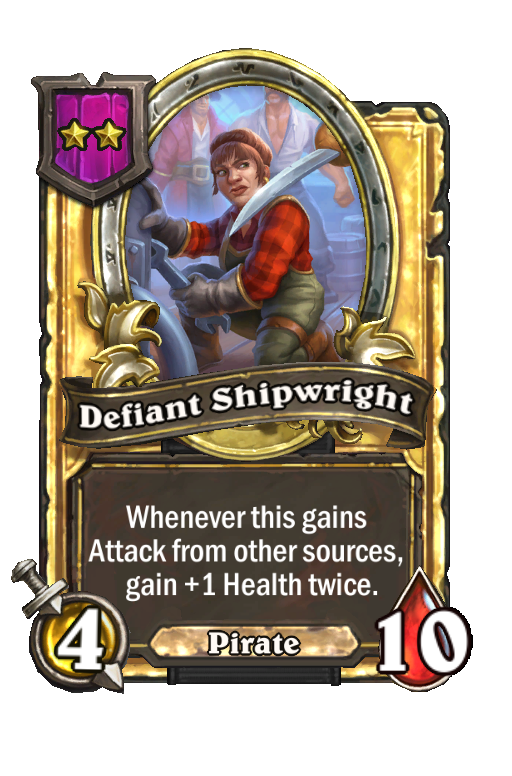 Defiant Shipwright
Whenever this gains
Attack from other sources,
gain +1 Health twice.
4
Pirate
10